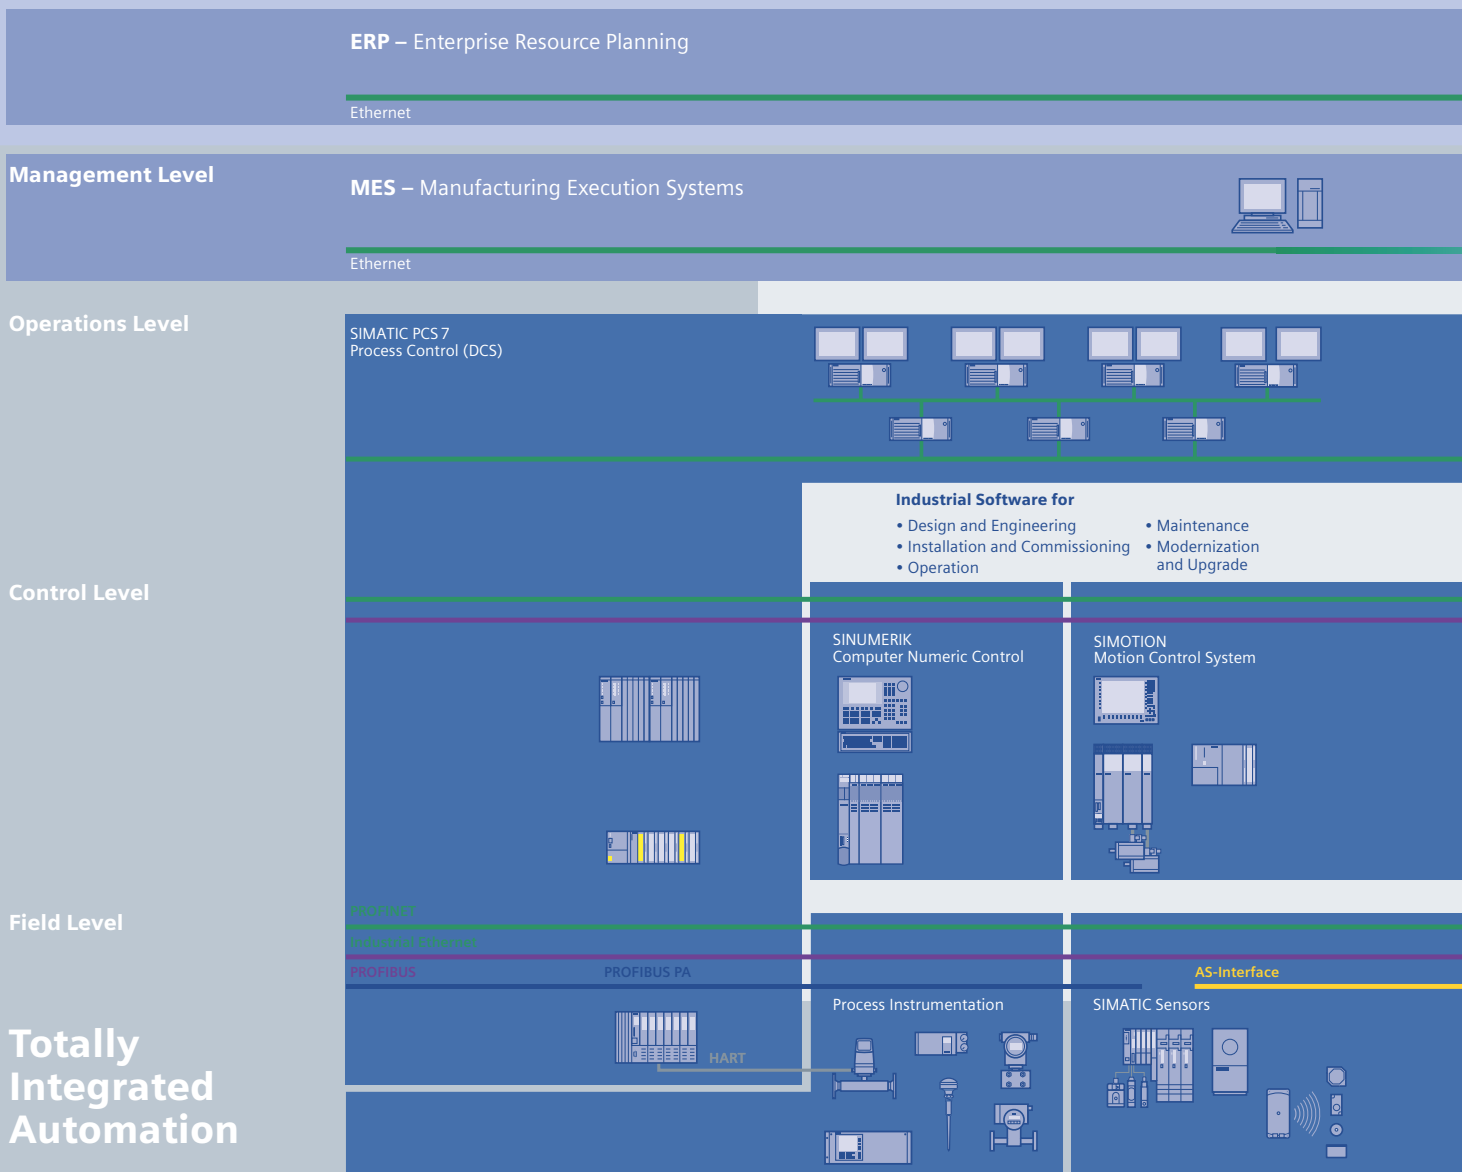 ERP – Enterprise Resource Planning
Ethernet
Management Level
MES – Manufacturing Execution Systems
Ethernet
Operations Level
SIMATIC PCS 7
Process Control (DCS)
Industrial Software for
• Design and Engineering
• Installation and Commissioning
• Operation
• Maintenance
• Modernization
and Upgrade
Control Level
SINUMERIK
Computer Numeric Control
SIMOTION
Motion Control System
Field Level
PROFINET
Industrial Ethernet
PROFIBUS
PROFIBUS PA
AS-Interface
Process Instrumentation
SIMATIC Sensors
HART
Totally
Integrated
Automation